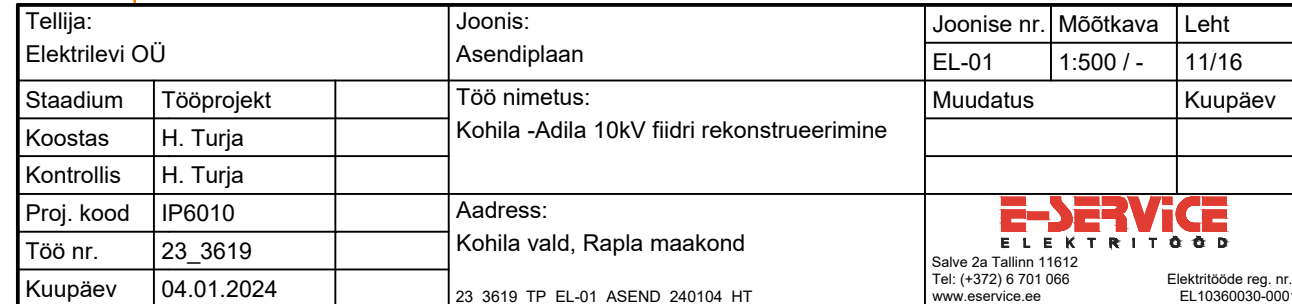 Tellija:
Elektrilevi OÜ
Joonis:
Asendiplaan
Joonise nr. Mõõtkava Leht
EL-01 1:500 / - 11/16
Staadium Tööprojekt
Koostas H. Turja
Kontrollis H. Turja
Töö nimetus:
Kohila -Adila 10kV fiidri rekonstrueerimine
Muudatus Kuupäev
Proj. kood IP6010
Töö nr. 23_3619
Kuupäev 04.01.2024
Aadress:
Kohila vald, Rapla maakond
23_3619_TP_EL-01_ASEND_240104_HT
E-SERViCE
ELEKTRITÖÖD
Salve 2a Tallinn 11612
Tel: (+372) 6 701 066 Elektritööde reg. nr.
www.eservice.ee EL10360030-0001